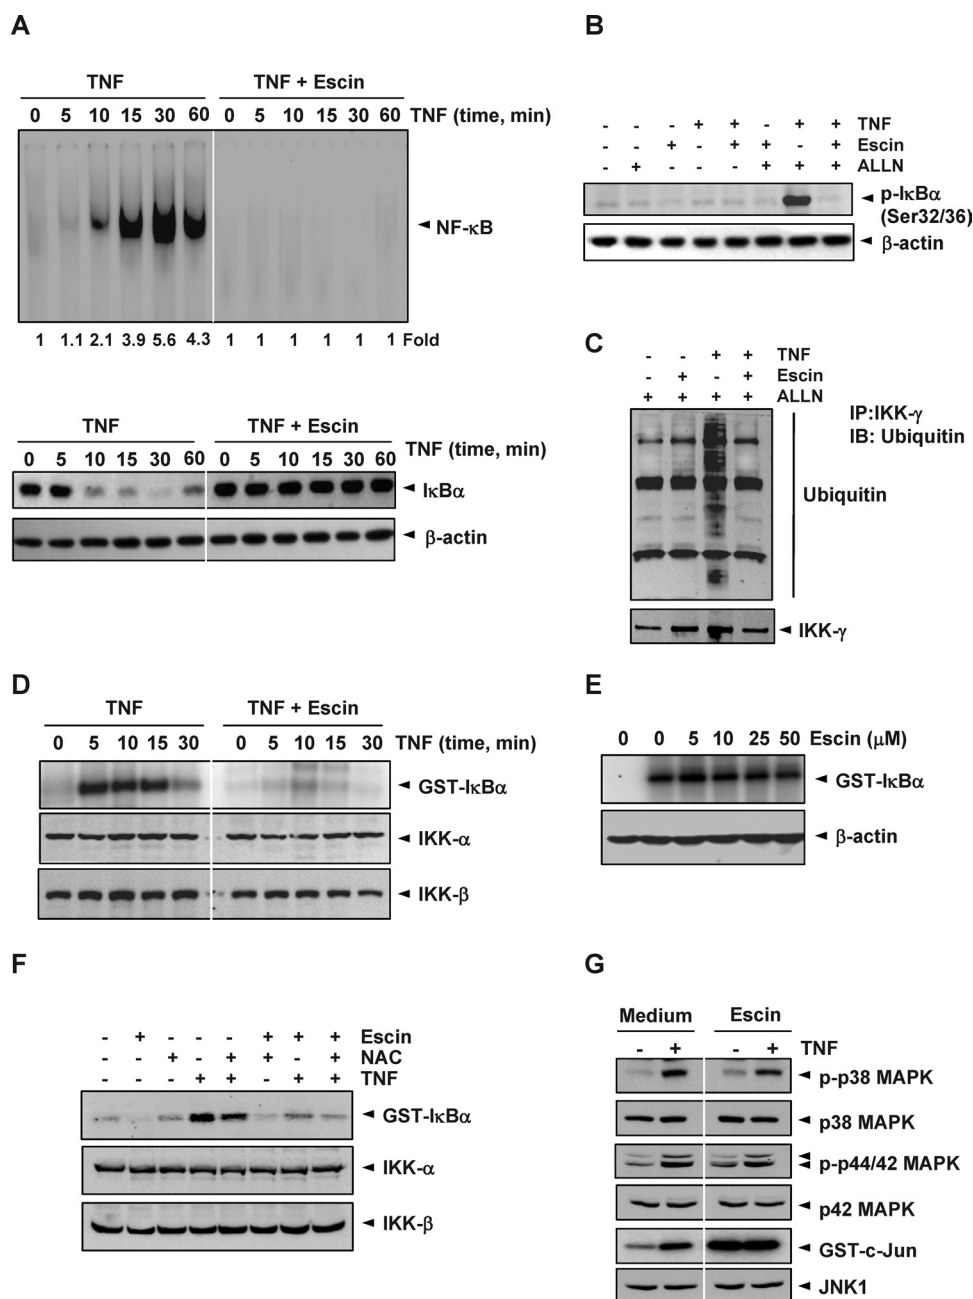 A
TNF TNF + Escin
0 5 10 15 30 60 0 5 10 15 30 60 TNF (time, min)
NF-κB
1 1.1 2.1 3.9 5.6 4.3 1 1 1 1 1 1 Fold
TNF TNF + Escin
0 5 10 15 30 60 0 5 10 15 30 60 TNF (time, min)
IκBα
β-actin
B
- - - + + - + + TNF
- - + - + + - + Escin
- + - - - + + + ALLN
p-IκBα
(Ser32/36)
β-actin
C
- - + + TNF
- + - + Escin
+ + + + ALLN
IP:IKK-γ
IB: Ubiquitin
Ubiquitin
IKK-γ
D
TNF TNF + Escin
0 5 10 15 30 0 5 10 15 30 TNF (time, min)
GST-IκBα
IKK-α
IKK-β
E
0 0 5 10 25 50 Escin (μM)
GST-IκBα
β-actin
F
- + - - - + + + Escin
- - + - + + - + NAC
- - - + + - + + TNF
GST-IκBα
IKK-α
IKK-β
G
Medium Escin
- + - + TNF
p-p38 MAPK
p38 MAPK
p-p44/42 MAPK
p42 MAPK
GST-c-Jun
JNK1